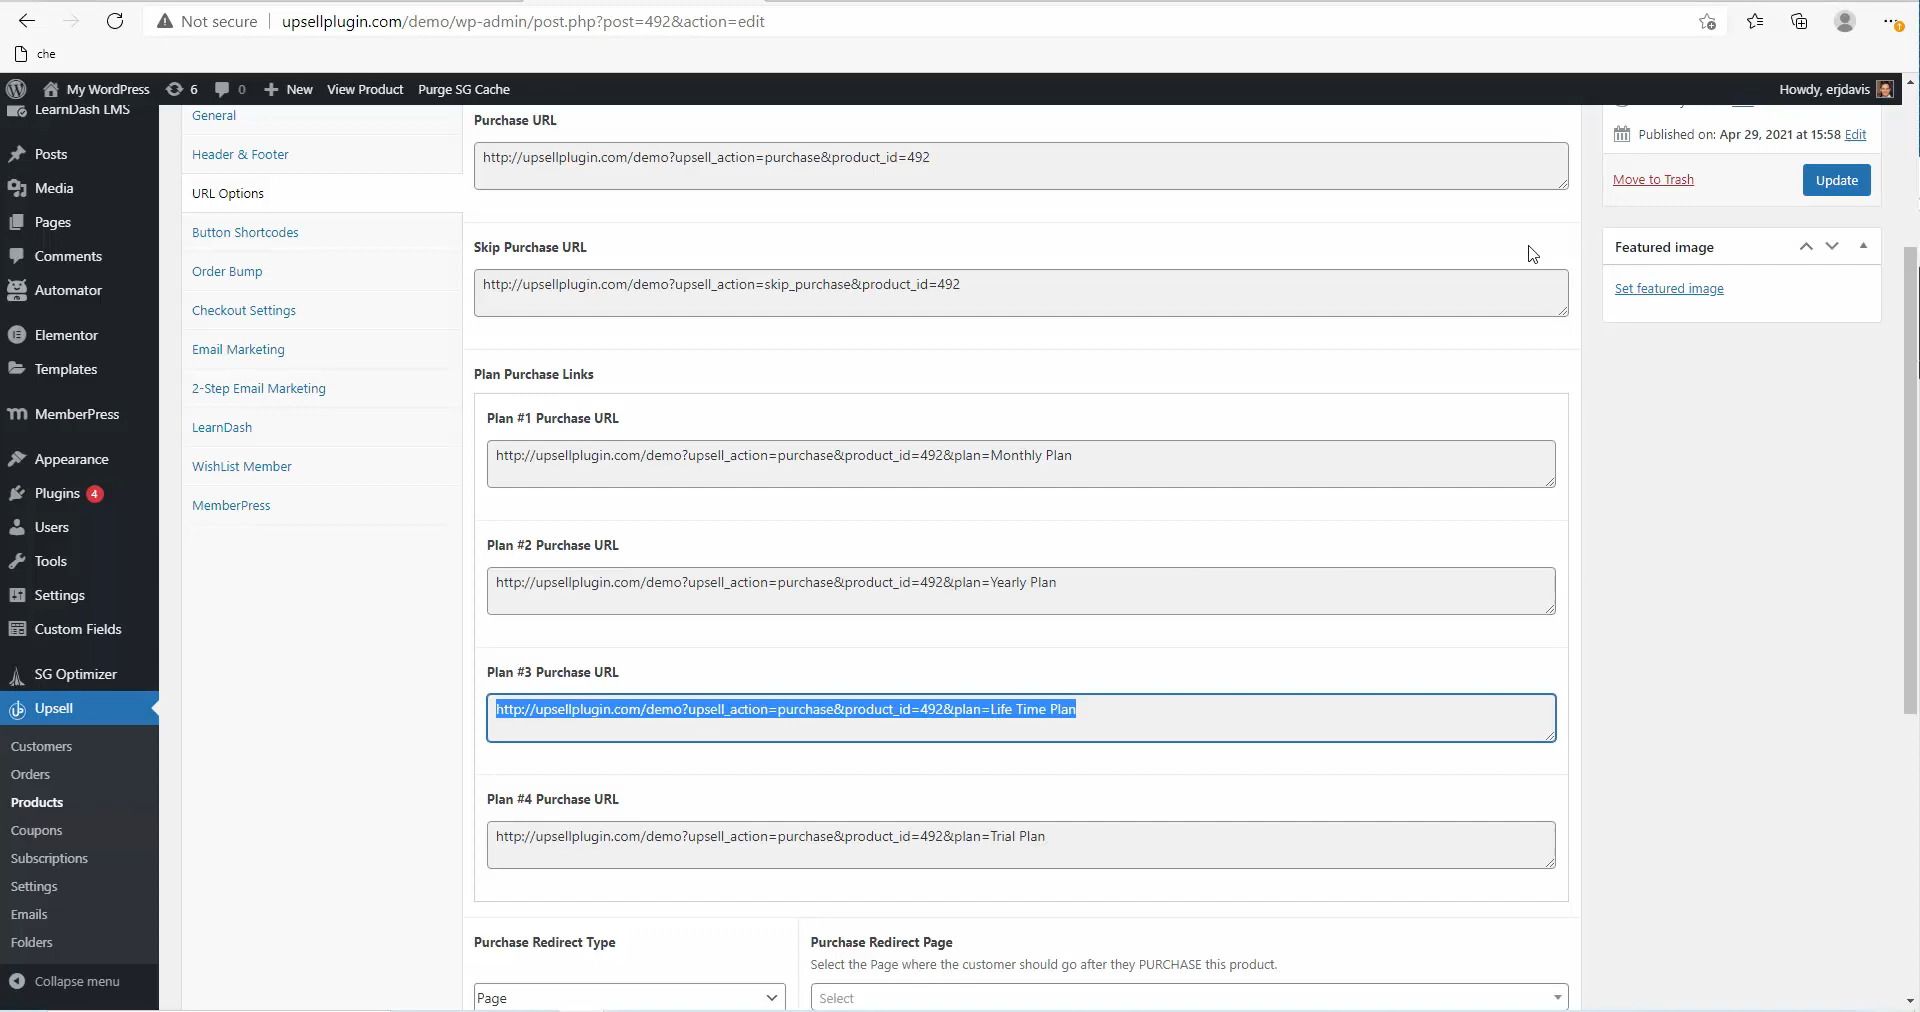 Not secure
upsellplugin.com/demo/wp-admin/post.php?post=492&action=edit
che
My WordPress
6
0
New
View Product
Purge SG Cache
Howdy, erjdavis
LearnDash LMS
Posts
Media
Pages
Comments
Automator
Elementor
Templates
MemberPress
Appearance
Plugins 4
Users
Tools
Settings
Custom Fields
SG Optimizer
Upsell
Customers
Orders
Products
Coupons
Subscriptions
Settings
Emails
Folders
Collapse menu
General
Header & Footer
URL Options
Button Shortcodes
Order Bump
Checkout Settings
Email Marketing
2-Step Email Marketing
LearnDash
WishList Member
MemberPress
Purchase URL
http://upsellplugin.com/demo?upsell_action=purchase&product_id=492
Skip Purchase URL
http://upsellplugin.com/demo?upsell_action=skip_purchase&product_id=492
Plan Purchase Links
Plan #1 Purchase URL
http://upsellplugin.com/demo?upsell_action=purchase&product_id=492&plan=Monthly Plan
Plan #2 Purchase URL
http://upsellplugin.com/demo?upsell_action=purchase&product_id=492&plan=Yearly Plan
Plan #3 Purchase URL
http://upsellplugin.com/demo?upsell_action=purchase&product_id=492&plan=Life Time Plan
Plan #4 Purchase URL
http://upsellplugin.com/demo?upsell_action=purchase&product_id=492&plan=Trial Plan
Purchase Redirect Type
Page
Purchase Redirect Page
Select the Page where the customer should go after they PURCHASE this product.
Select
Published on: Apr 29, 2021 at 15:58 Edit
Move to Trash
Update
Featured image
Set featured image